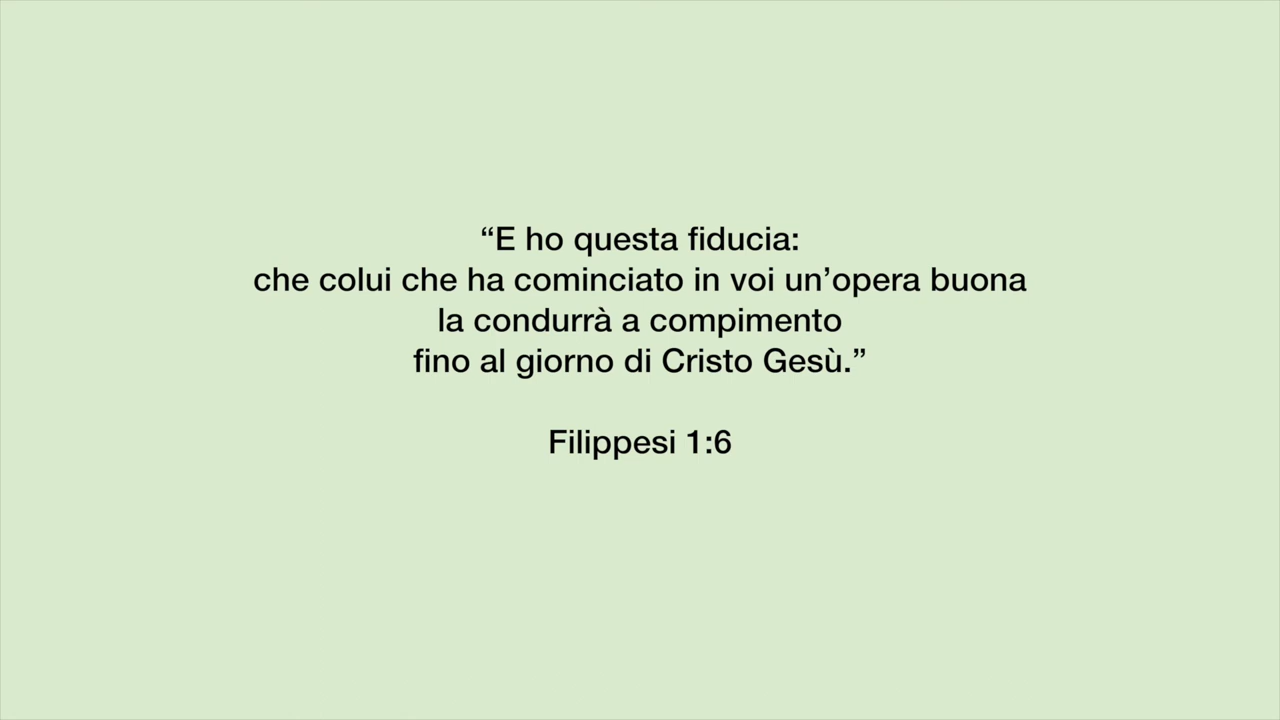 “E ho questa fiducia:
che colui che ha cominciato in voi un’opera buona
la condurrà a compimento
fino al giorno di Cristo Gesù.”
Filippesi 1:6